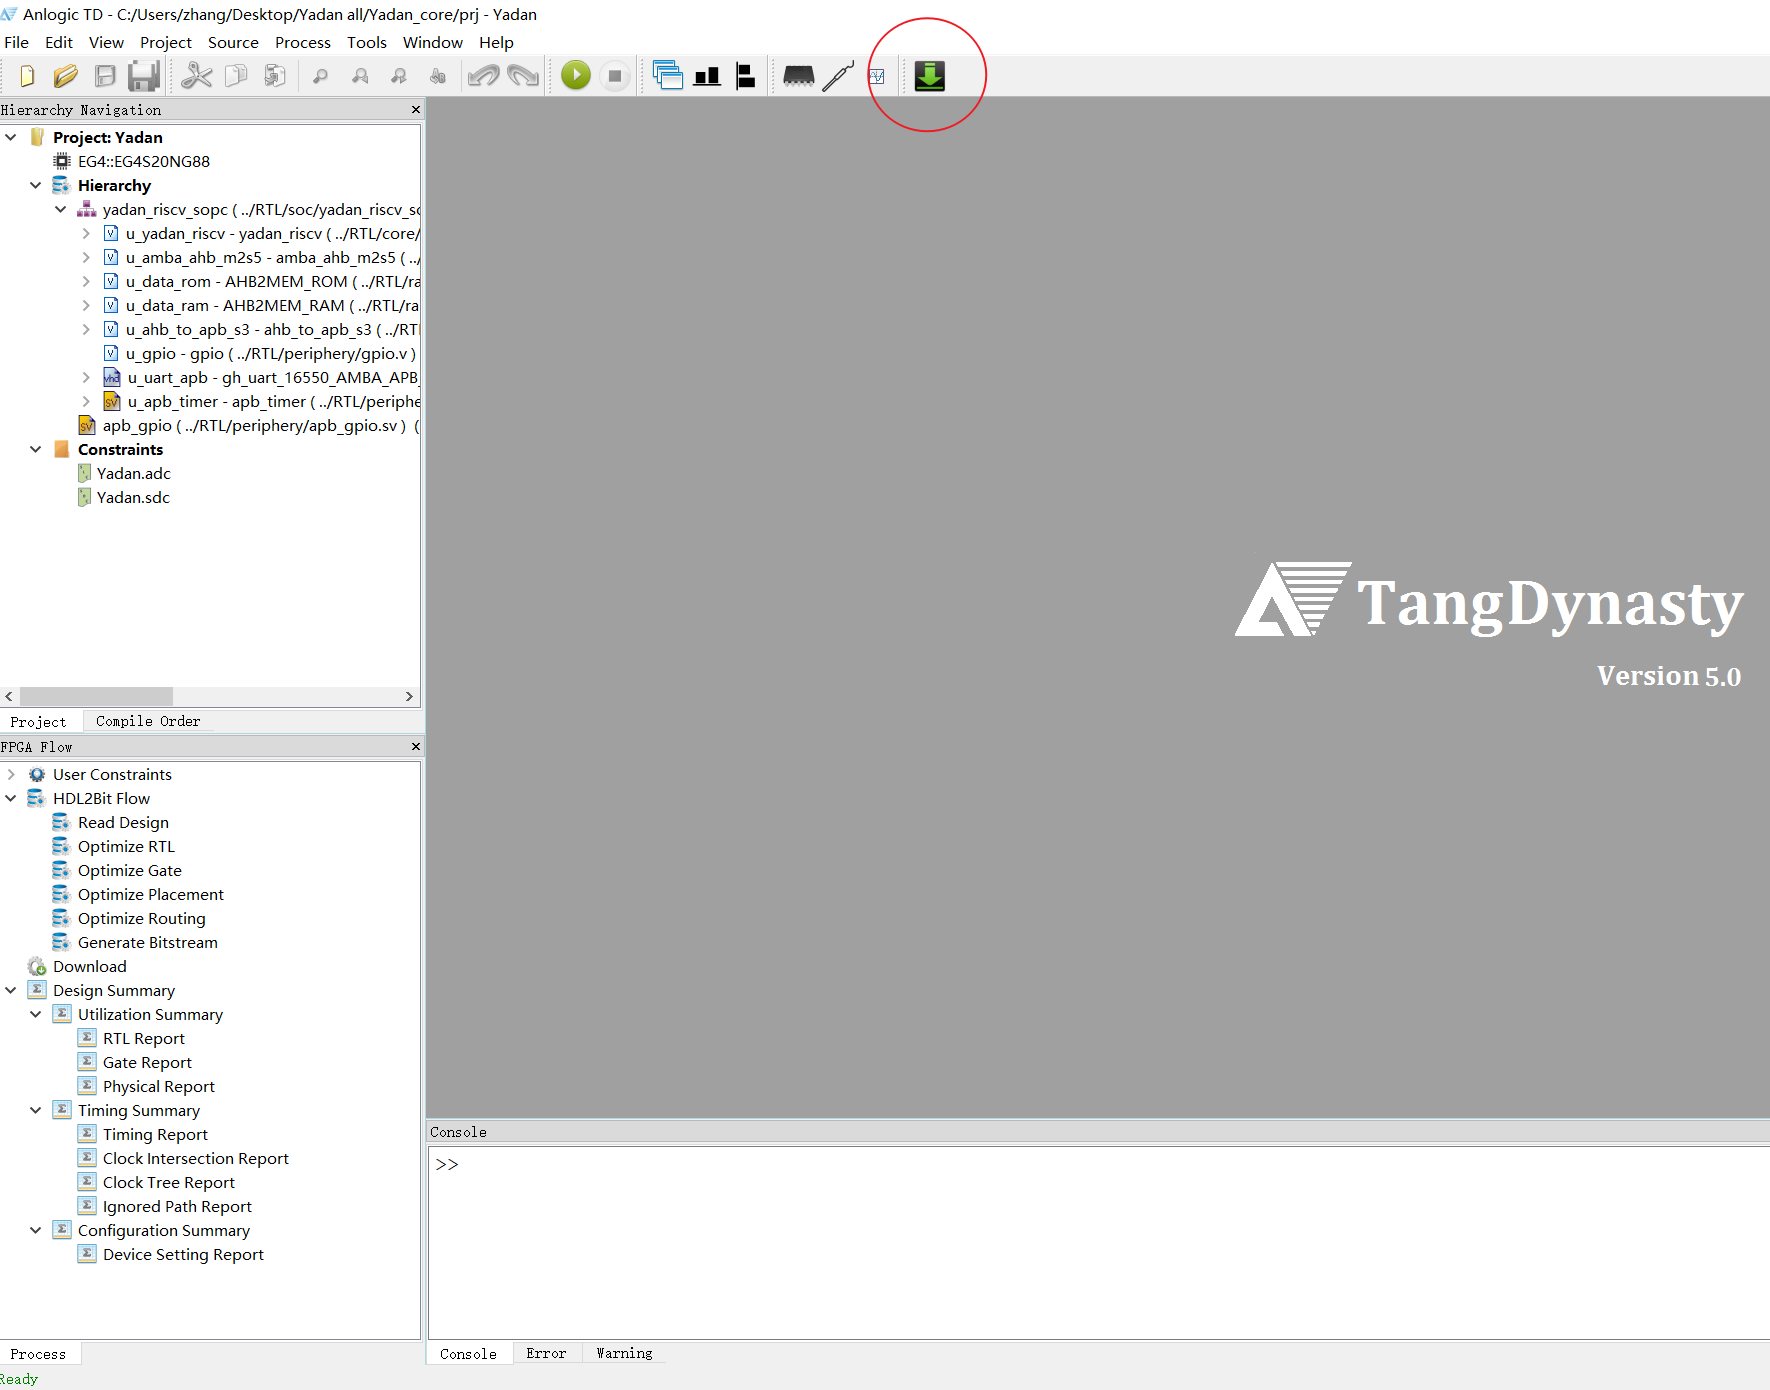 Anlogic TD - C:/Users/zhang/Desktop/Yadan all/Yadan_core/prj - Yadan
File Edit View Project Source Process Tools Window Help
Hierarchy Navigation
Project: Yadan
EG4::EG4S20NG88
Hierarchy
yadan_riscv_sopc ( ../RTL/soc/yadan_riscv_sc
u_yadan_riscv - yadan_riscv ( ../RTL/core/
u_amba_ahb_m2s5 - amba_ahb_m2s5 ( ../
u_data_rom - AHB2MEM_ROM ( ../RTL/ra
u_data_ram - AHB2MEM_RAM ( ../RTL/ra
u_ahb_to_apb_s3 - ahb_to_apb_s3 ( ../RTI
u_gpio - gpio ( ../RTL/periphery/gpio.v )
u_uart_apb - gh_uart_16550_AMBA_APB_
u_apb_timer - apb_timer ( ../RTL/periphe
apb_gpio ( ../RTL/periphery/apb_gpio.sv ) (
Constraints
Yadan.adc
Yadan.sdc
Project Compile Order
FPGA Flow
User Constraints
HDL2Bit Flow
Read Design
Optimize RTL
Optimize Gate
Optimize Placement
Optimize Routing
Generate Bitstream
Download
Design Summary
Utilization Summary
RTL Report
Gate Report
Physical Report
Timing Summary
Timing Report
Clock Intersection Report
Clock Tree Report
Ignored Path Report
Configuration Summary
Device Setting Report
Process
Ready
TangDynasty
Version 5.0
Console
>>
Console Error Warning